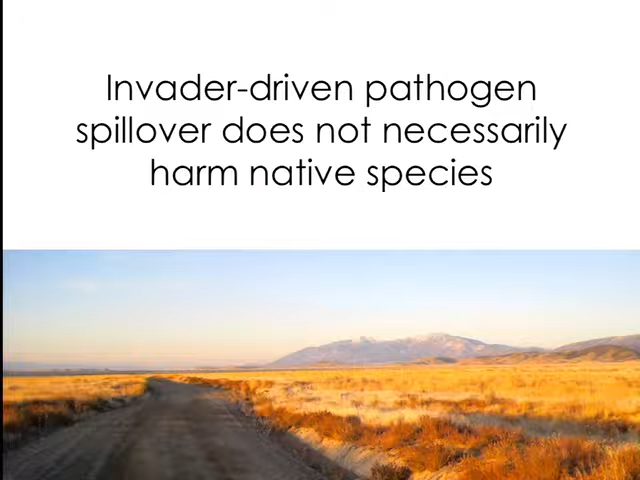 Invader-driven pathogen
spillover does not necessarily
harm native species